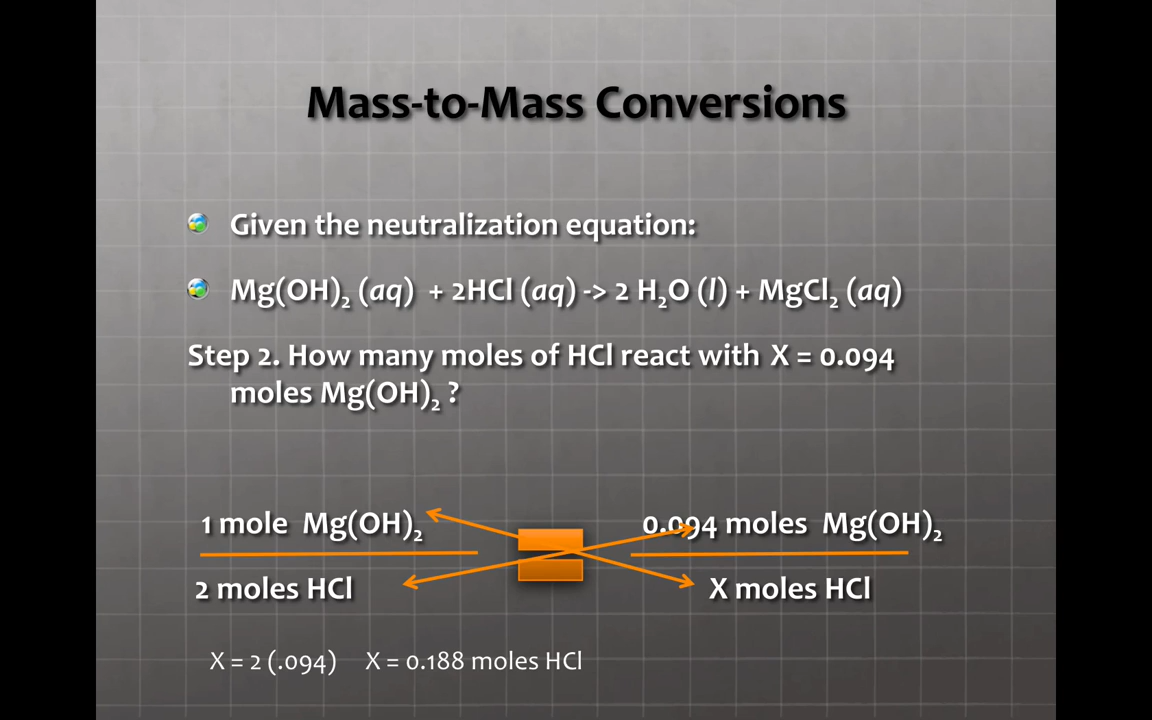 Mass-to-Mass Conversions
Given the neutralization equation:
Mg(OH)₂ (aq) + 2HCl (aq) -> 2 H₂O (l) + MgCl₂ (aq)
Step 2. How many moles of HCl react with X = 0.094
moles Mg(OH)₂ ?
1 mole Mg(OH)₂
0.094 moles Mg(OH)₂
2 moles HCl
X moles HCl
X = 2 (.094) X = 0.188 moles HCl